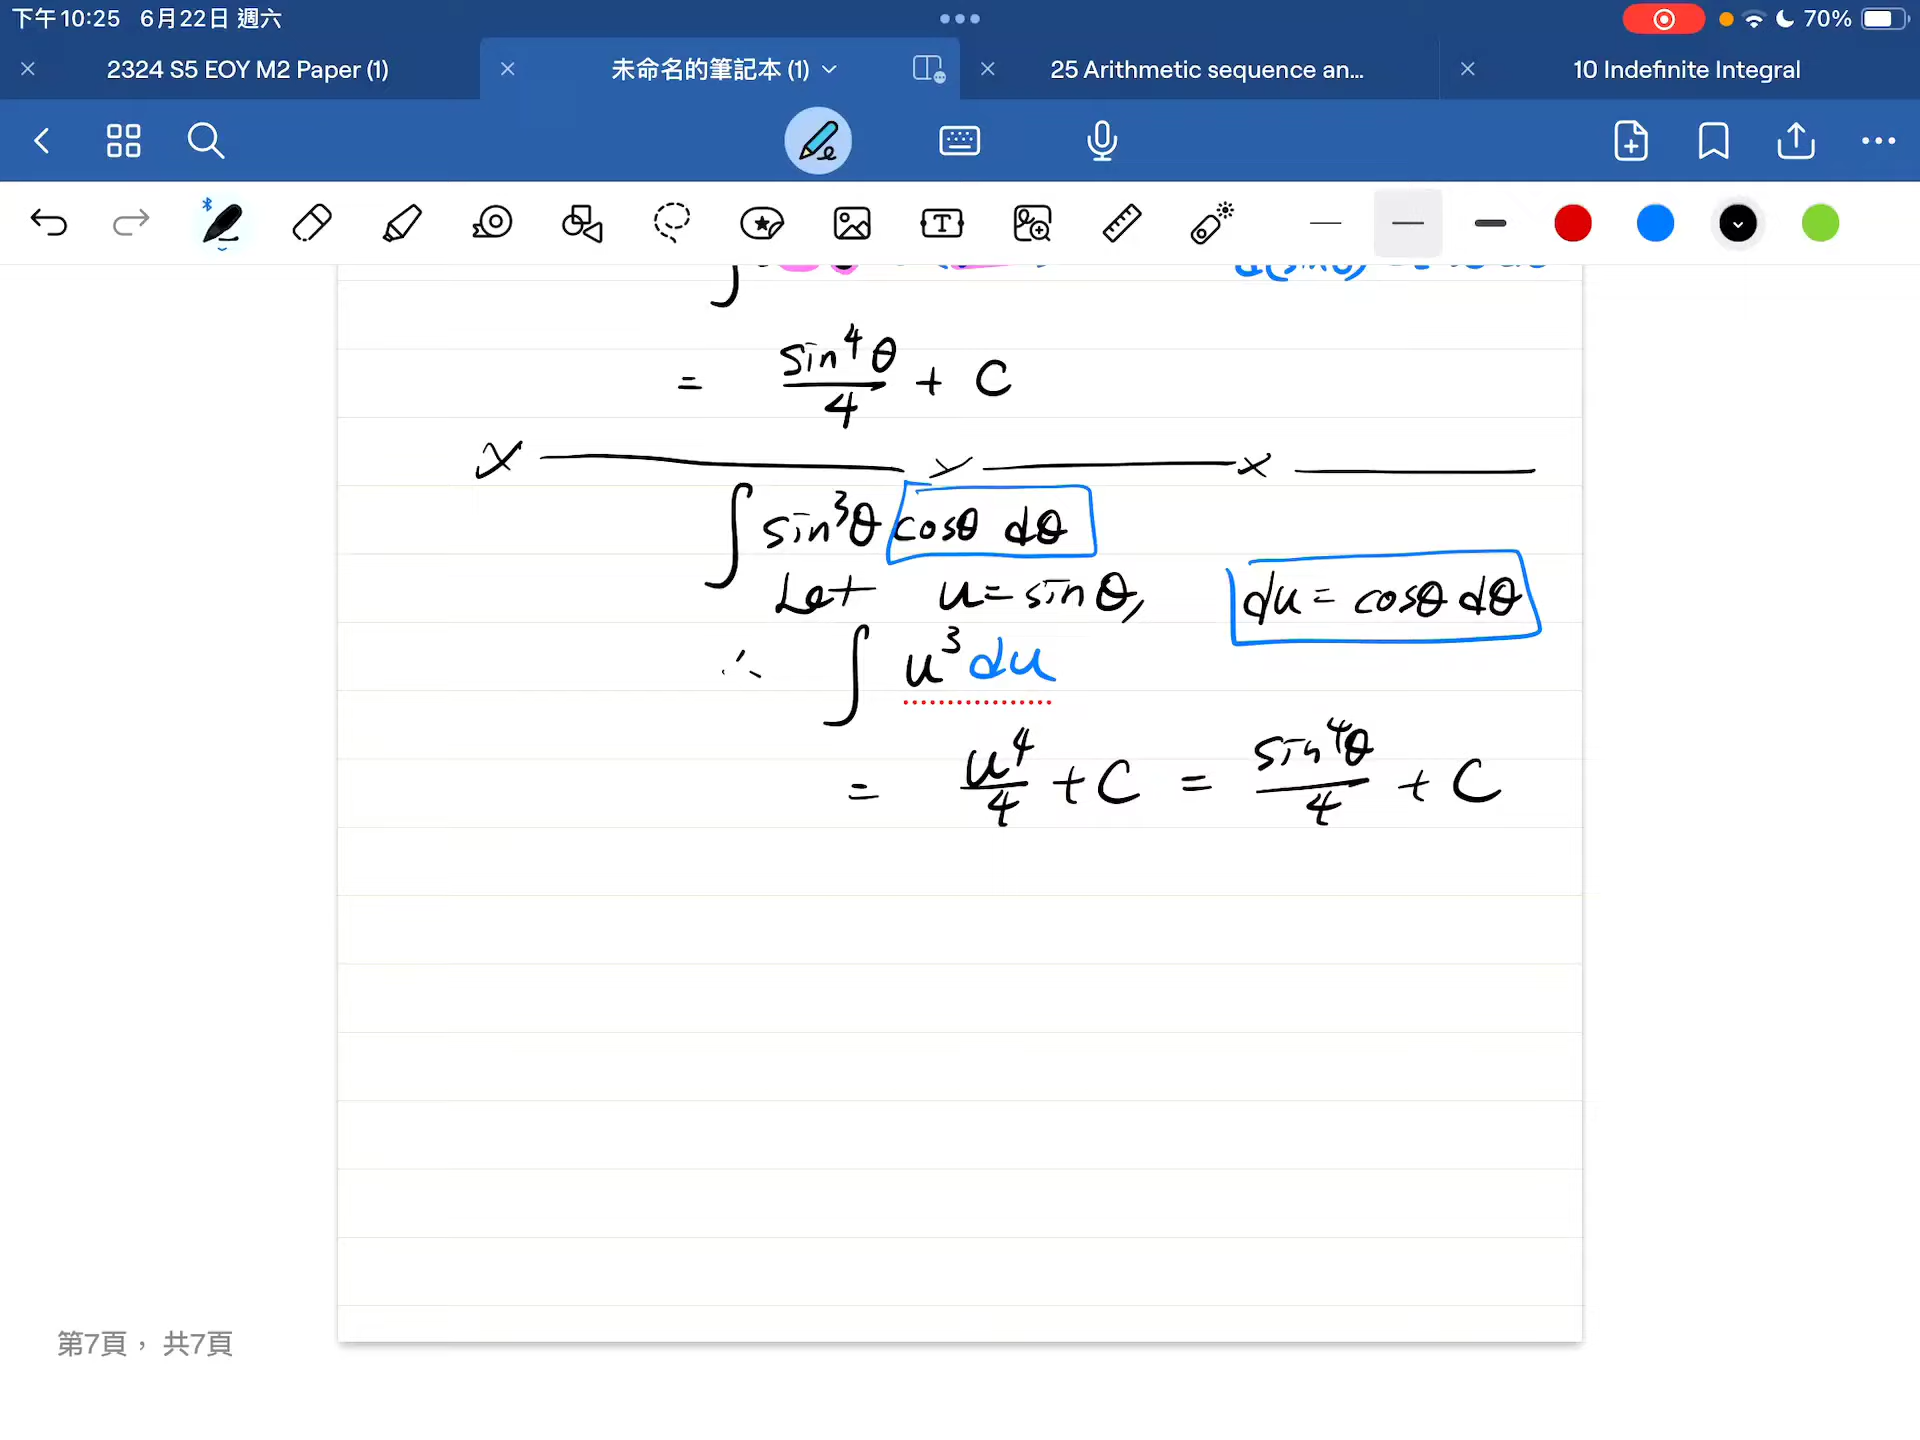 下午10:25 6月22日 週六
70%
2324 S5 EOY M2 Paper (1)
未命名的筆記本 (1)
25 Arithmetic sequence an...
10 Indefinite Integral
∫
= sin⁴θ/4 + C
∫ sin³θ cosθ dθ
Let u = sin θ, du = cosθ dθ
∴ ∫ u³ du
= u⁴/4 + C = sin⁴θ/4 + C
第7頁， 共7頁